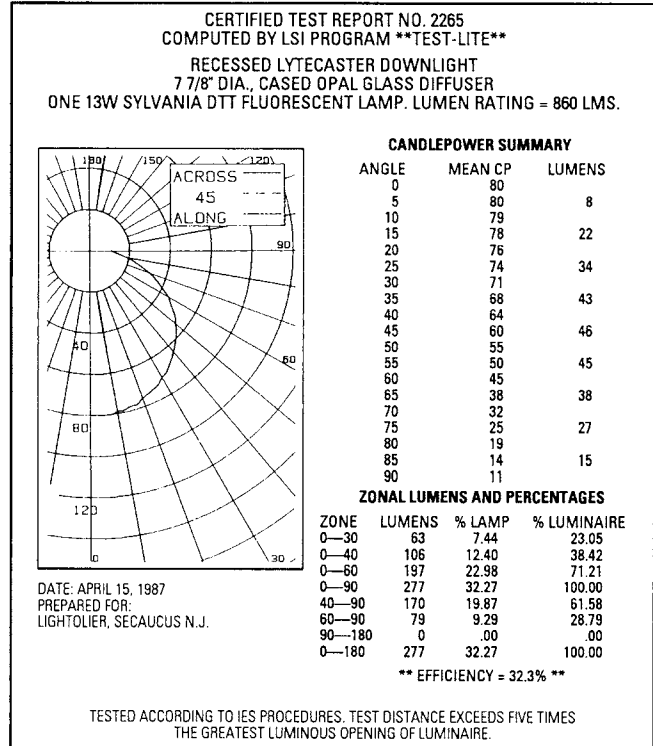 CERTIFIED TEST REPORT NO. 2265
COMPUTED BY LSI PROGRAM **TEST-LITE**
RECESSED LYTECASTER DOWNLIGHT
7 7/8" DIA., CASED OPAL GLASS DIFFUSER
ONE 13W SYLVANIA DTT FLUORESCENT LAMP. LUMEN RATING = 860 LMS.
180 150 120
ACROSS
45
ALONG
90
60
40
80
120
0 30
DATE: APRIL 15, 1987
PREPARED FOR:
LIGHTOLIER, SECAUCUS N.J.
CANDLEPOWER SUMMARY
ANGLE MEAN CP LUMENS
0 80
5 80 8
10 79
15 78 22
20 76
25 74 34
30 71
35 68 43
40 64
45 60 46
50 55
55 50 45
60 45
65 38 38
70 32
75 25 27
80 19
85 14 15
90 11
ZONAL LUMENS AND PERCENTAGES
ZONE LUMENS % LAMP % LUMINAIRE
0—30 63 7.44 23.05
0—40 106 12.40 38.42
0—60 197 22.98 71.21
0—90 277 32.27 100.00
40—90 170 19.87 61.58
60—90 79 9.29 28.79
90—180 0 .00 .00
0—180 277 32.27 100.00
** EFFICIENCY = 32.3% **
TESTED ACCORDING TO IES PROCEDURES. TEST DISTANCE EXCEEDS FIVE TIMES
THE GREATEST LUMINOUS OPENING OF LUMINAIRE.